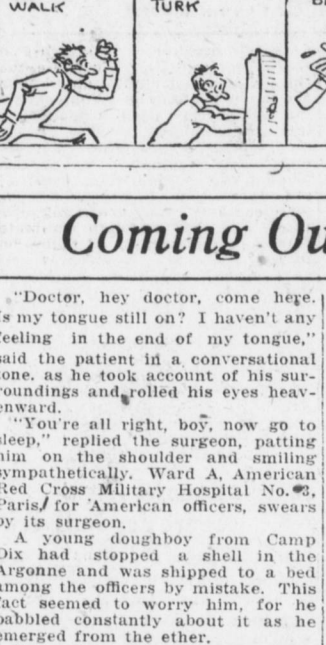 WALK
TURK
Coming Ou
"Doctor, hey doctor, come here.
s my tongue still on? I haven't any
feeling in the end of my tongue,"
said the patient in a conversational
tone, as he took account of his sur-
roundings and rolled his eyes heav-
enward.
"You're all right, boy, now go to
sleep," replied the surgeon, patting
him on the shoulder and smiling
sympathetically. Ward A, American
Red Cross Military Hospital No. 3,
Paris, for American officers, swears
by its surgeon.
A young doughboy from Camp
Dix had stopped a shell in the
Argonne and was shipped to a bed
among the officers by mistake. This
fact seemed to worry him, for he
babbled constantly about it as he
emerged from the ether.